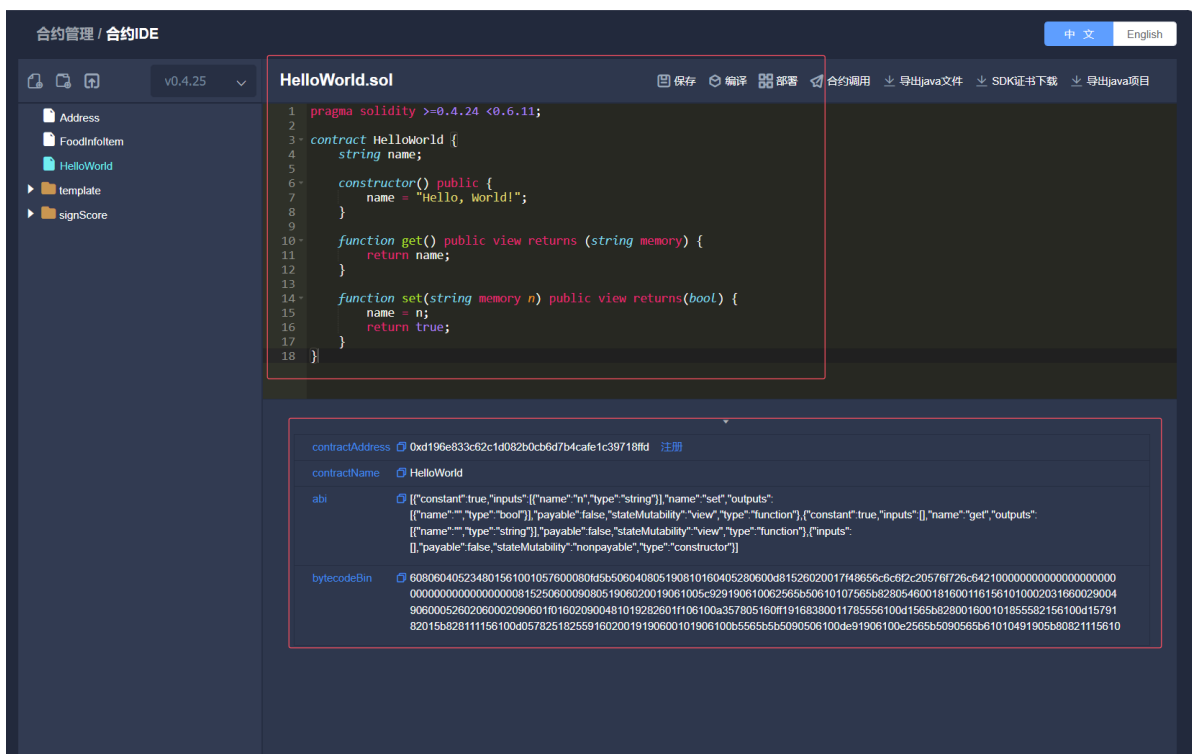 合约管理 / 合约IDE
中 文 English
v0.4.25
HelloWorld.sol
保存 编译 部署 合约调用 导出java文件 SDK证书下载 导出java项目
Address
FoodInfoItem
HelloWorld
template
signScore
1 pragma solidity >=0.4.24 <0.6.11;
2
3 contract HelloWorld {
4 string name;
5
6 constructor() public {
7 name = "Hello, World!";
8 }
9
10 function get() public view returns (string memory) {
11 return name;
12 }
13
14 function set(string memory n) public view returns(bool) {
15 name = n;
16 return true;
17 }
18 }
contractAddress 0xd196e833c62c1d082b0cb6d7b4cafe1c39718ffd 注册
contractName HelloWorld
abi [{"constant":true,"inputs":[{"name":"n","type":"string"}],"name":"set","outputs":
[{"name":"","type":"bool"}],"payable":false,"stateMutability":"view","type":"function"},{"constant":true,"inputs":[],"name":"get","outputs":
[{"name":"","type":"string"}],"payable":false,"stateMutability":"view","type":"function"},{"inputs":
[],"payable":false,"stateMutability":"nonpayable","type":"constructor"}]
bytecodeBin